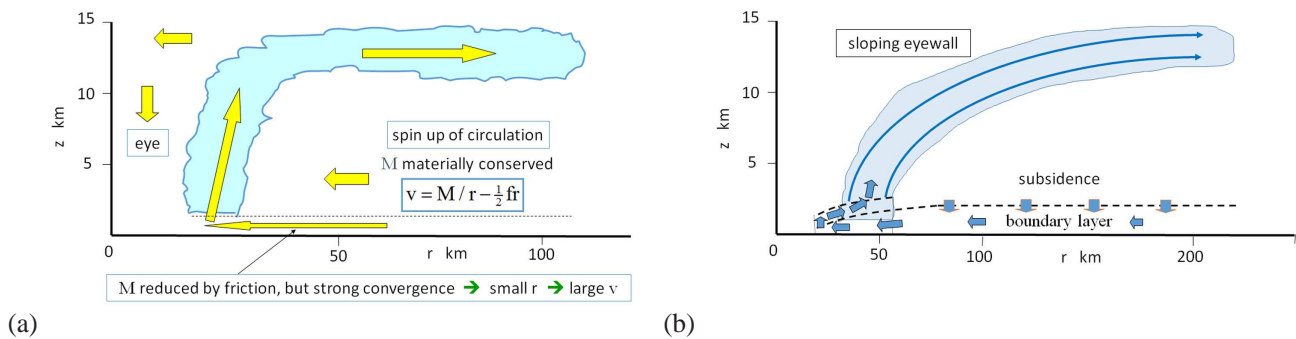 15
10
5
0
z km
eye
spin up of circulation
M materially conserved
v = M / r – ½ fr
50
100
r km
M reduced by friction, but strong convergence ➔ small r ➔ large v
(a)
15
10
5
0
z km
sloping eyewall
subsidence
boundary layer
50
100
200
r km
(b)